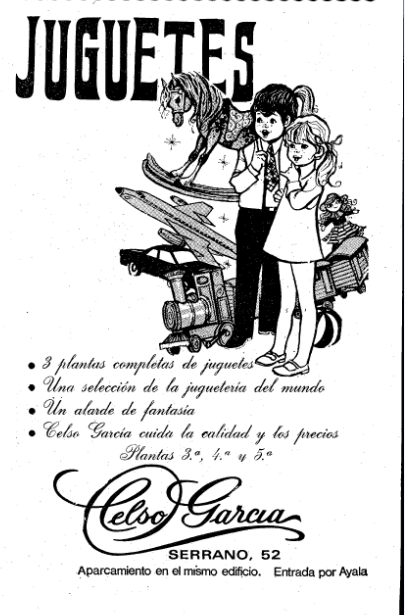 JUGUETES
• 3 plantas completas de juguetes
• Una selección de la juguetería del mundo
• Un alarde de fantasía
• Celso García cuida la calidad y los precios
Plantas 3.ª, 4.ª y 5.ª
Celso García
SERRANO, 52
Aparcamiento en el mismo edificio. Entrada por Ayala